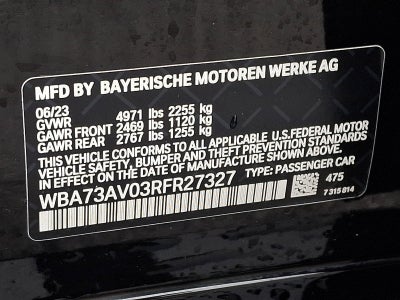 MFD BY BAYERISCHE MOTOREN WERKE AG
06/23
GVWR 4971 lbs 2255 kg
GAWR FRONT 2469 lbs 1120 kg
GAWR REAR 2767 lbs 1255 kg
THIS VEHICLE CONFORMS TO ALL APPLICABLE U.S.FEDERAL MOTOR
VEHICLE SAFETY, BUMPER, AND THEFT PREVENTION STANDARDS
IN EFFECT ON THE DATE OF MANUFACTURE SHOWN ABOVE.
WBA73AV03RFR27327 TYPE: PASSENGER CAR
475
7 315 814